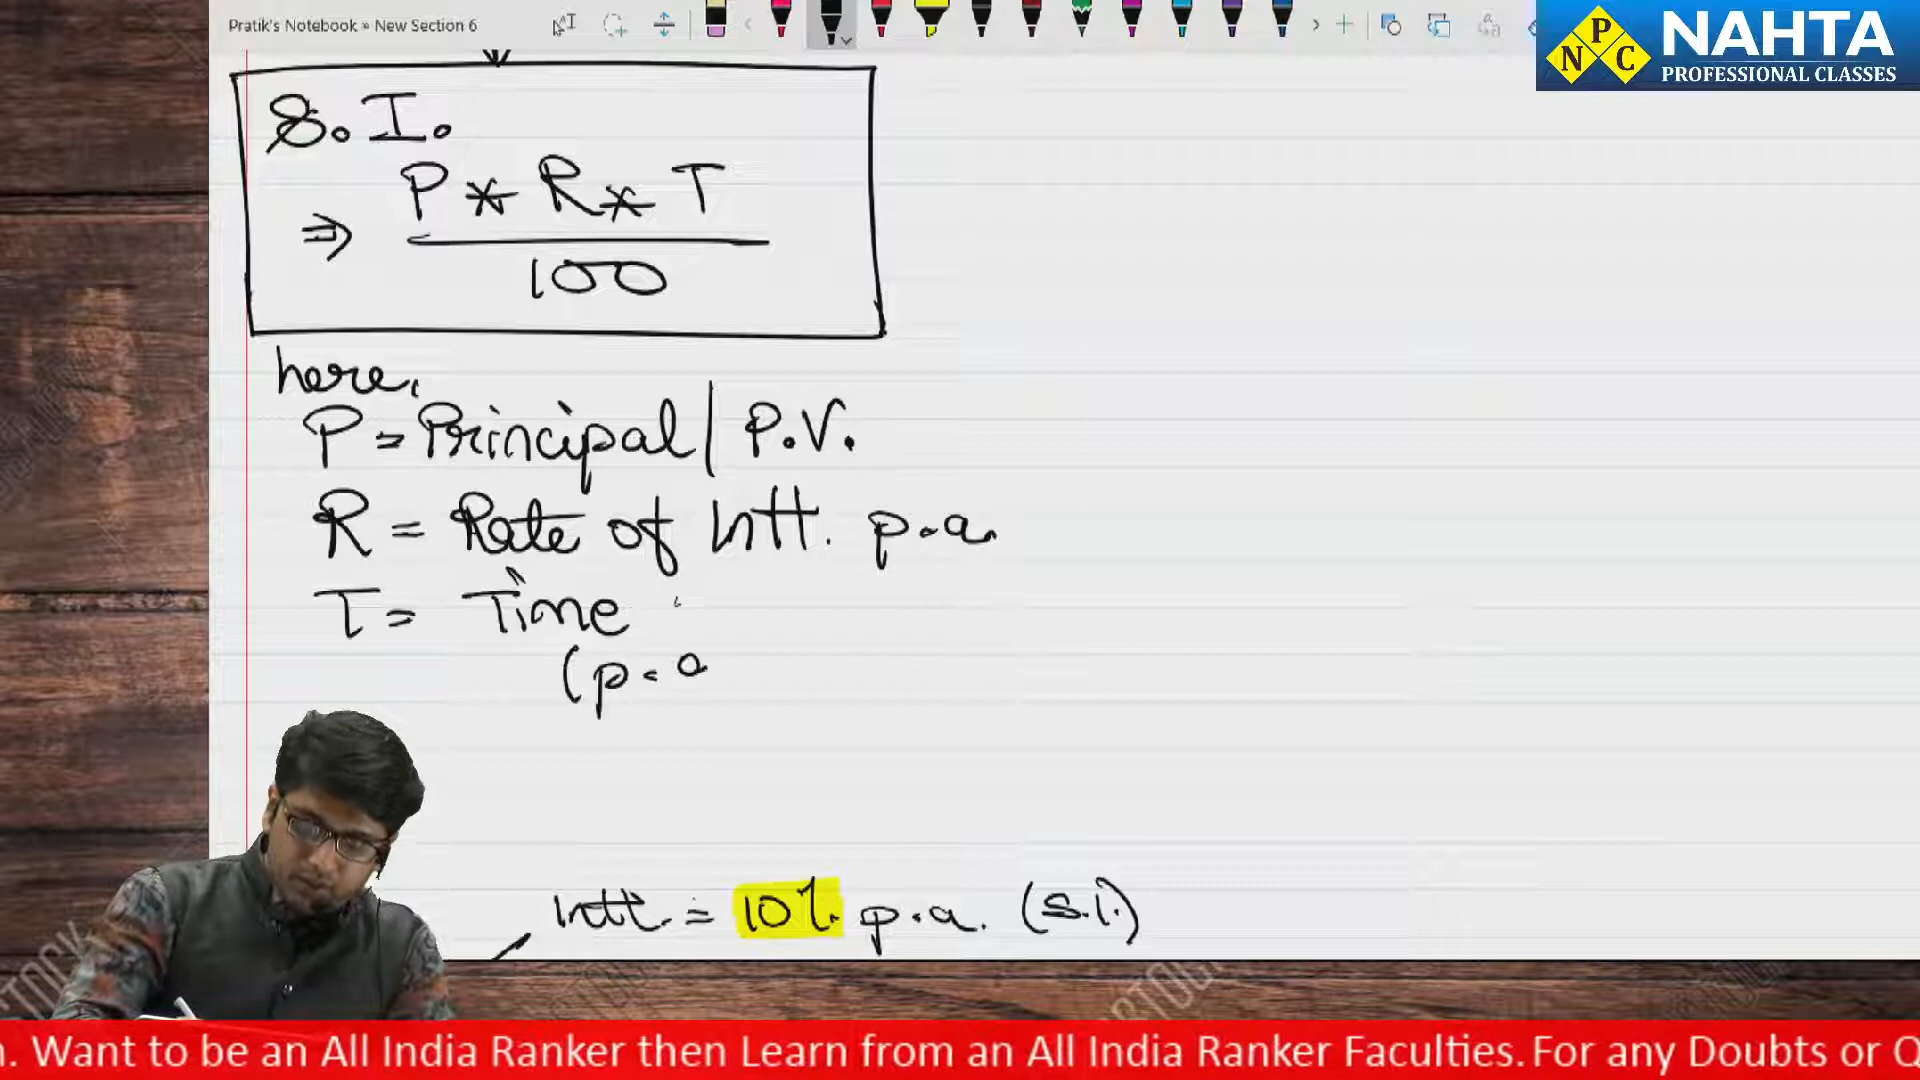 Pratik's Notebook » New Section 6
NPC
NAHTA
PROFESSIONAL CLASSES
S. I.
⇒ P * R * T
100
here,
P = Principal | P.V.
R = Rate of Intt. p.a.
T = Time
(p.a
Intt. = 10% p.a. (S.I.)
n. Want to be an All India Ranker then Learn from an All India Ranker Faculties. For any Doubts or Q